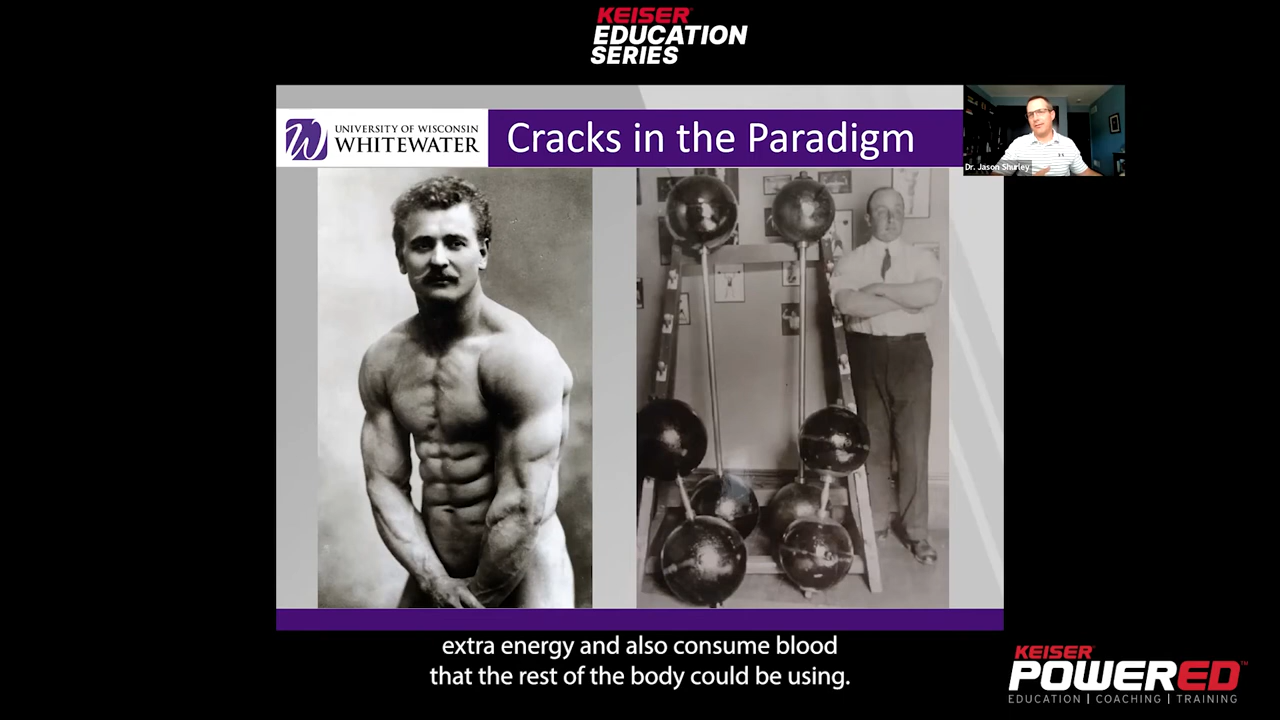 KEISER
EDUCATION
SERIES
UNIVERSITY OF WISCONSIN
WHITEWATER
Cracks in the Paradigm
Dr. Jason Shurley
extra energy and also consume blood
that the rest of the body could be using.
KEISER
POWERED™
EDUCATION | COACHING | TRAINING